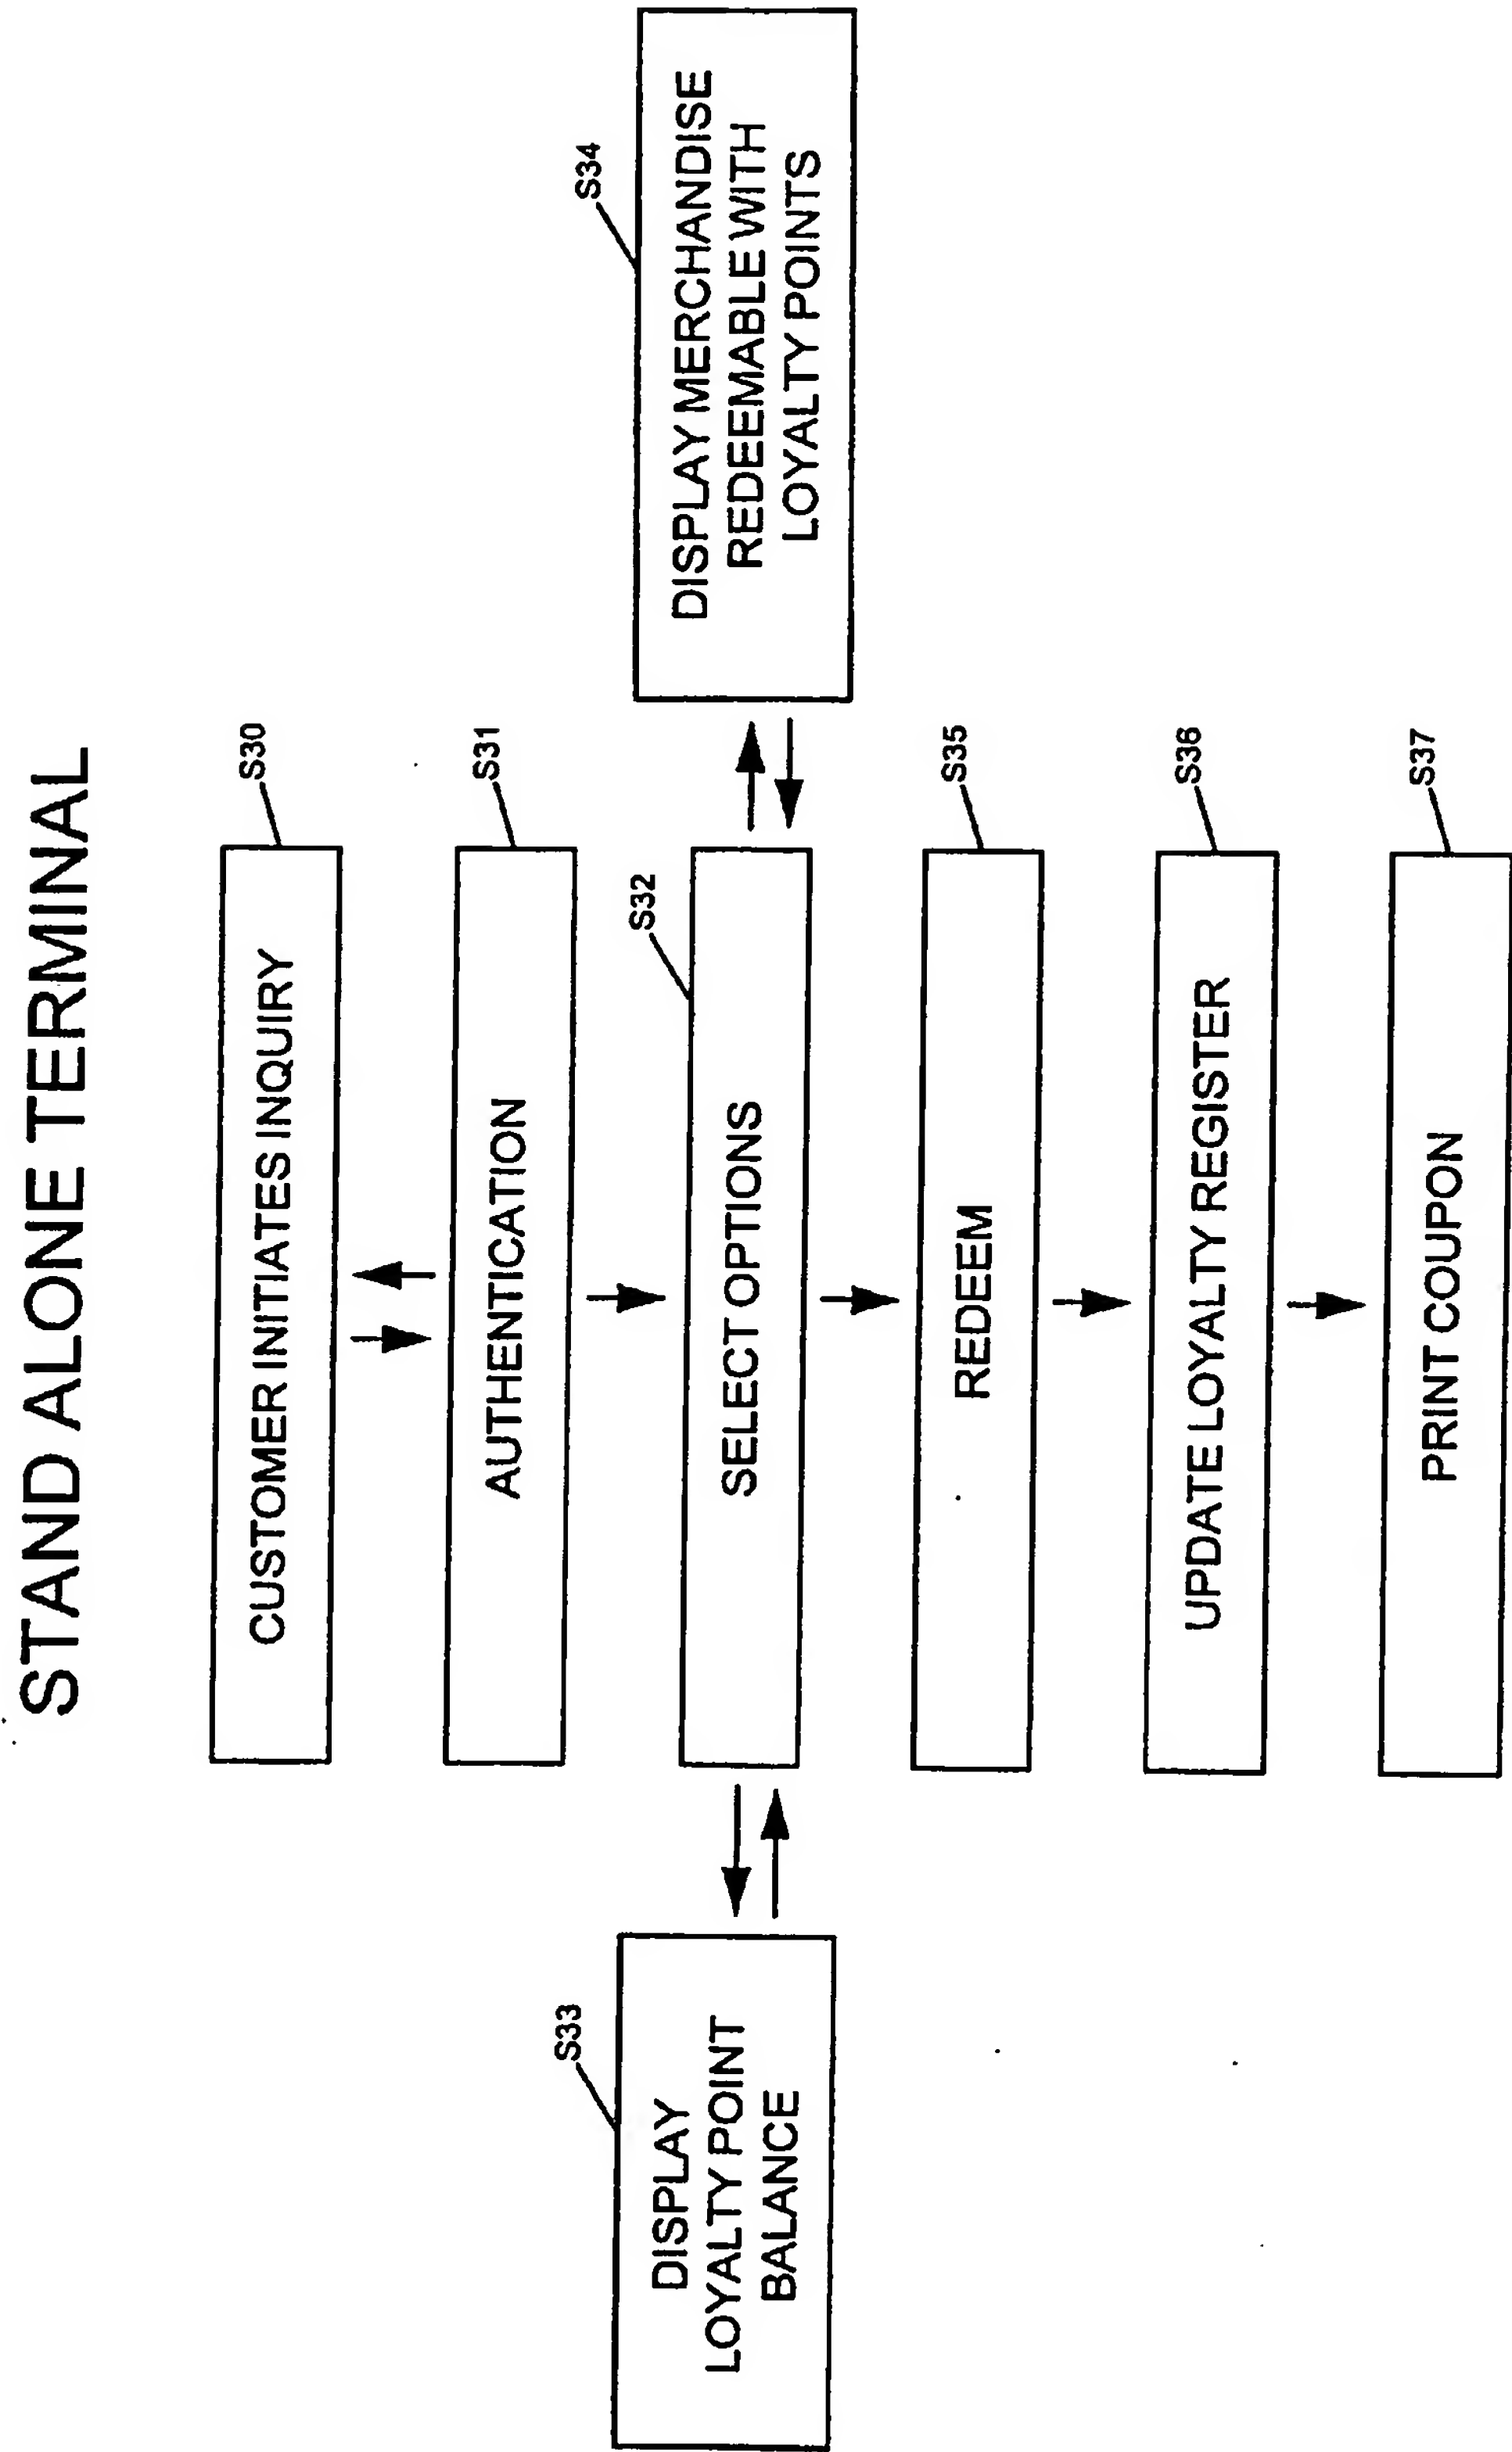 STAND ALONE TERMINAL
S30
CUSTOMER INITIATES INQUIRY
S31
AUTHENTICATION
S32
SELECT OPTIONS
S33
DISPLAY
LOYALTY POINT
BALANCE
S34
DISPLAY MERCHANDISE
REDEEMABLE WITH
LOYALTY POINTS
S35
REDEEM
S36
UPDATE LOYALTY REGISTER
S37
PRINT COUPON